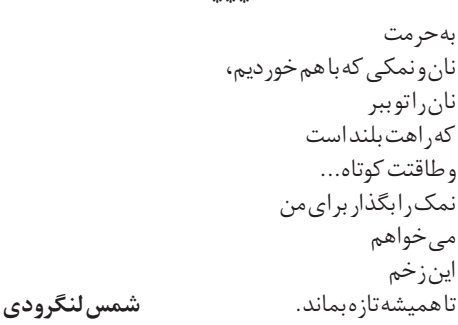 ***
به حرمت
نان و نمکی که با هم خوردیم،
نان را تو ببر
که راهت بلند است
و طاقتت کوتاه...
نمک را بگذار برای من
می‌خواهم
این زخم
تا همیشه تازه بماند. شمس لنگرودی